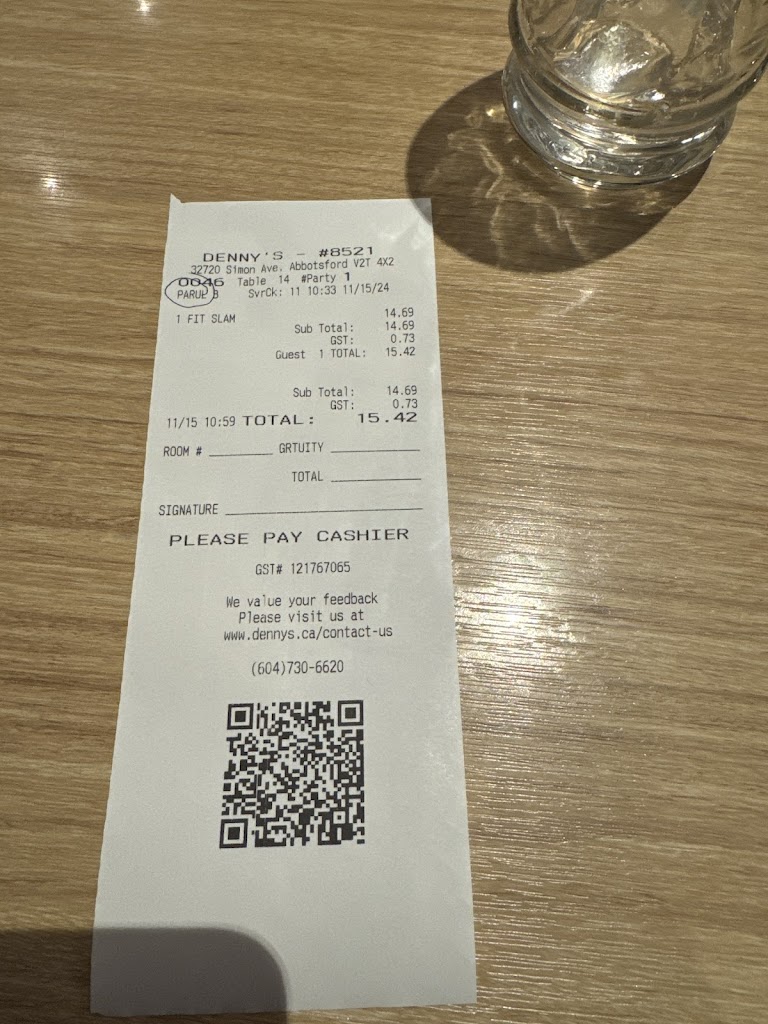 DENNY'S - #8521
32720 Simon Ave, Abbotsford V2T 4X2
0046 Table 14 #Party 1
PARUL B SvrCk: 11 10:33 11/15/24
1 FIT SLAM 14.69
Sub Total: 14.69
GST: 0.73
Guest 1 TOTAL: 15.42
Sub Total: 14.69
GST: 0.73
11/15 10:59 TOTAL: 15.42
ROOM # ________ GRTUITY ___________
TOTAL ___________
SIGNATURE ________________________
PLEASE PAY CASHIER
GST# 121767065
We value your feedback
Please visit us at
www.dennys.ca/contact-us
(604)730-6620